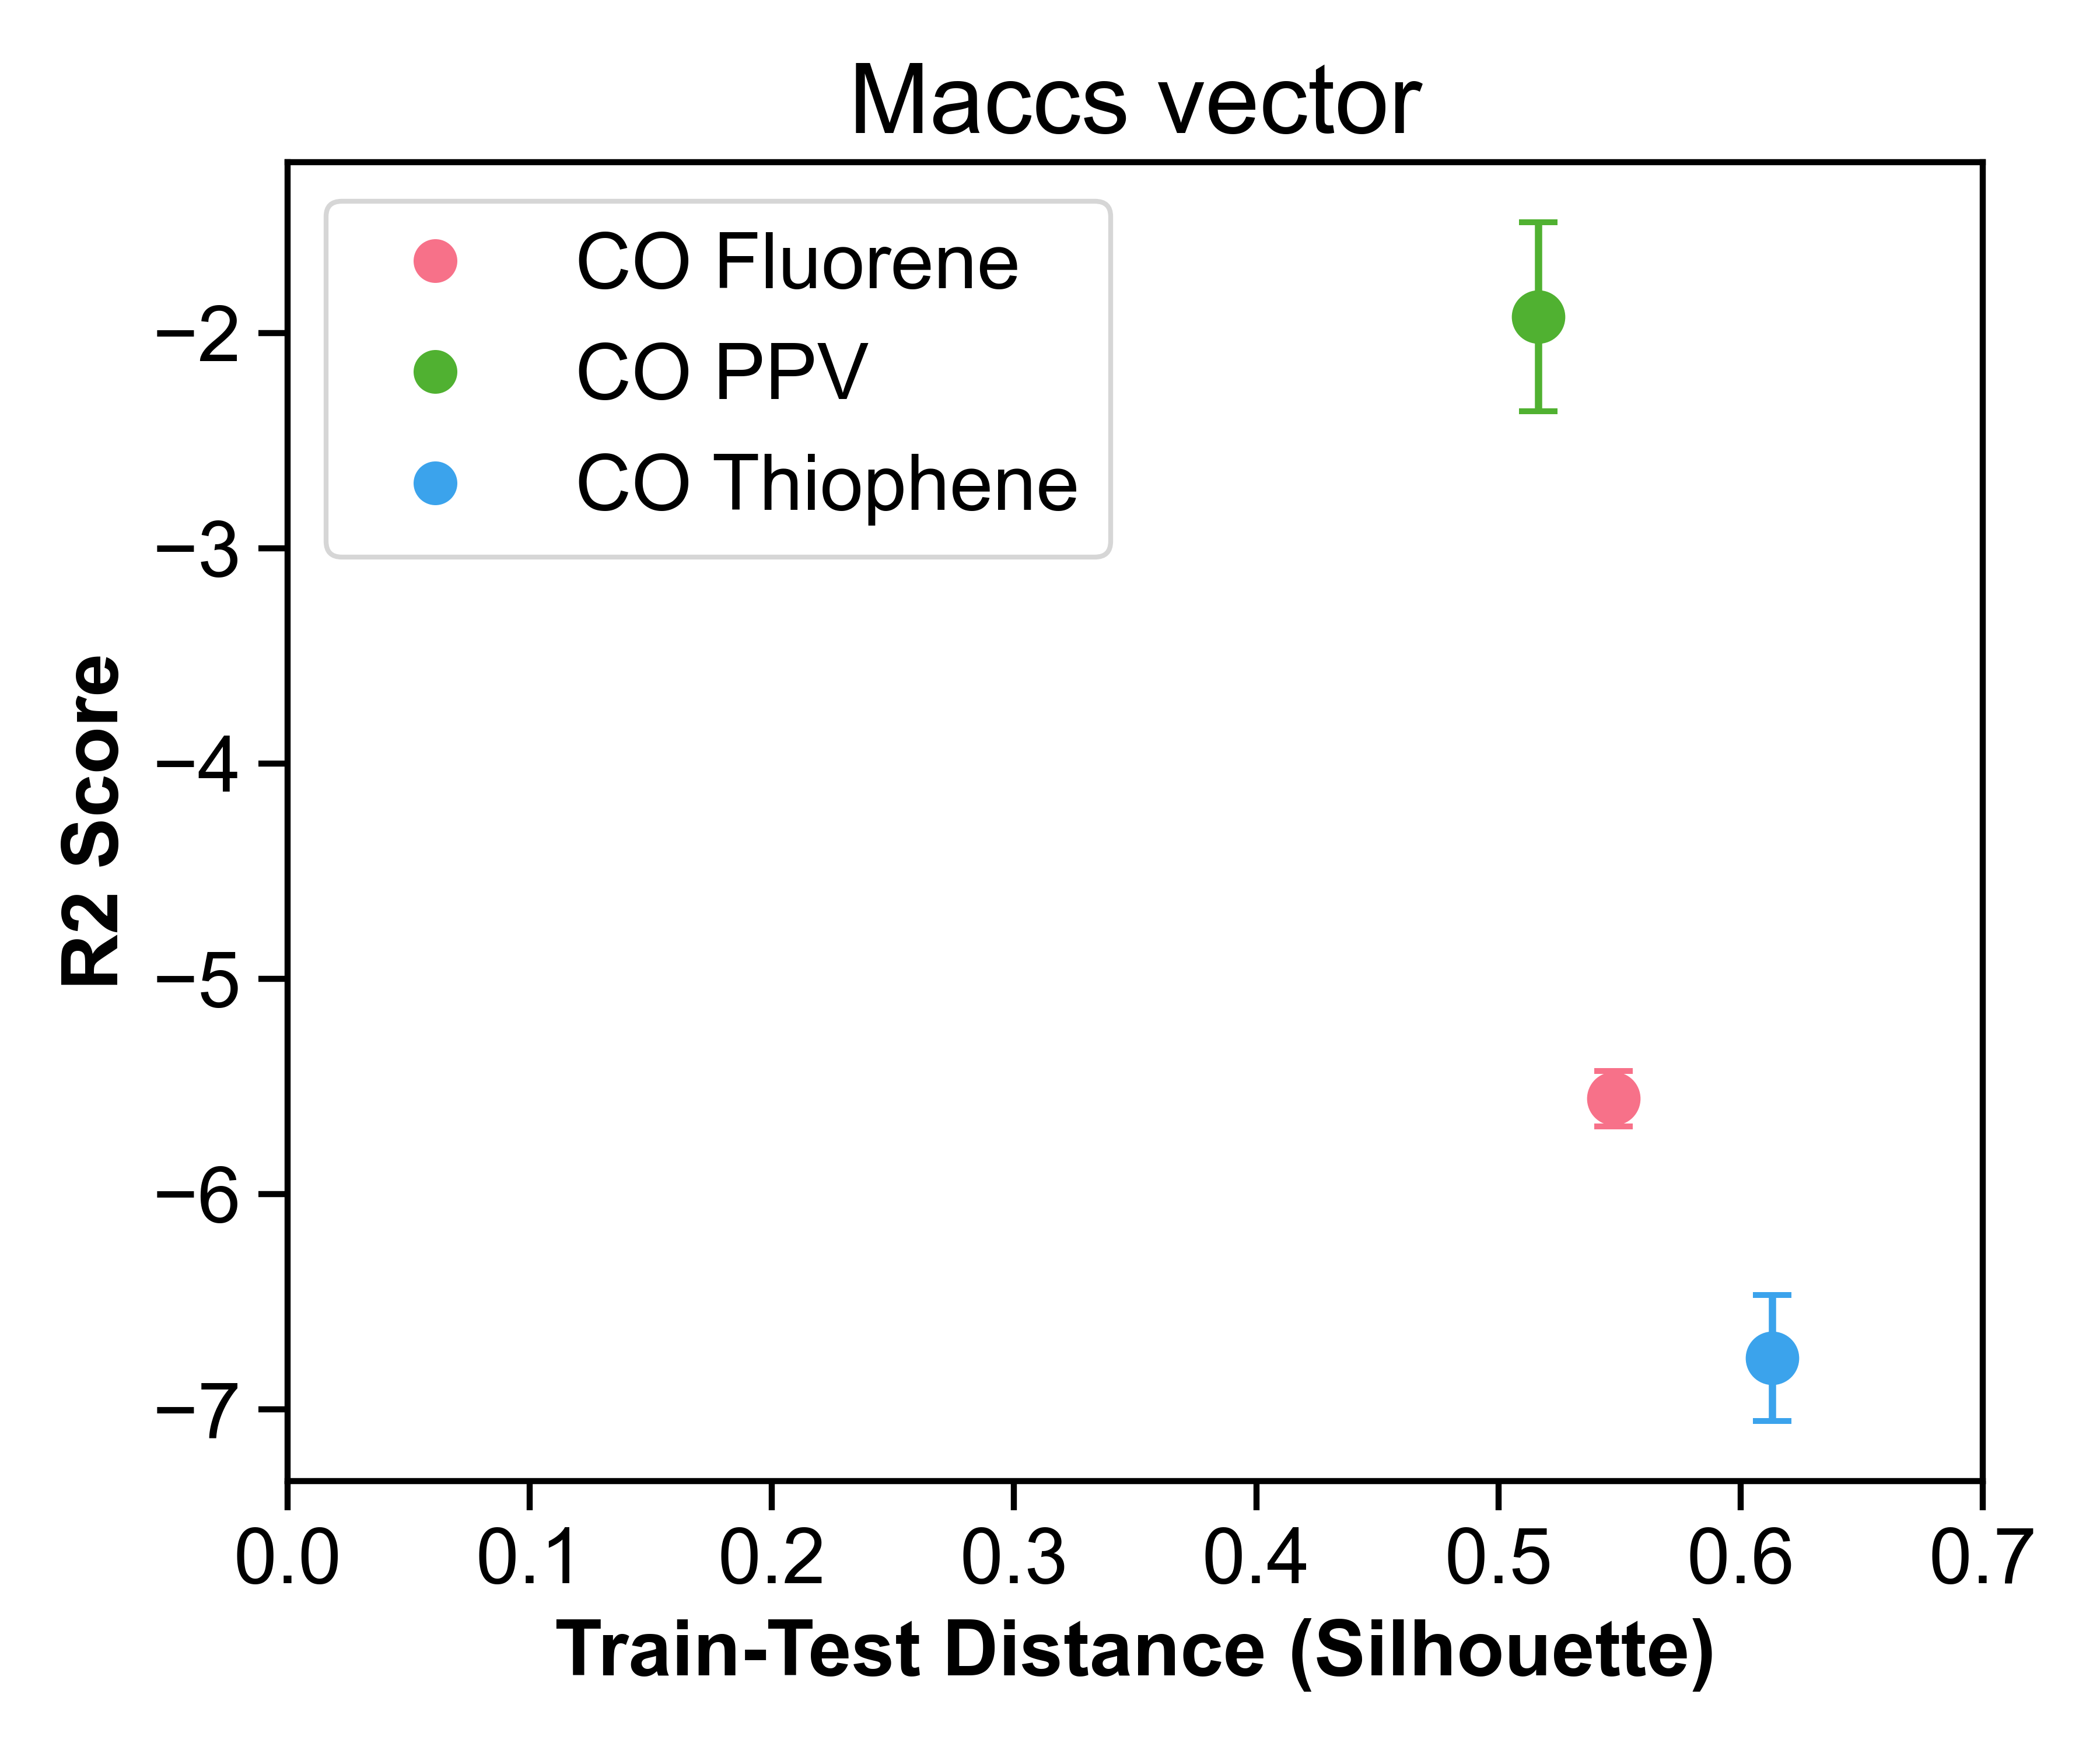 Maccs vector
CO Fluorene
CO PPV
CO Thiophene
R2 Score
−2
−3
−4
−5
−6
−7
0.0 0.1 0.2 0.3 0.4 0.5 0.6 0.7
Train-Test Distance (Silhouette)